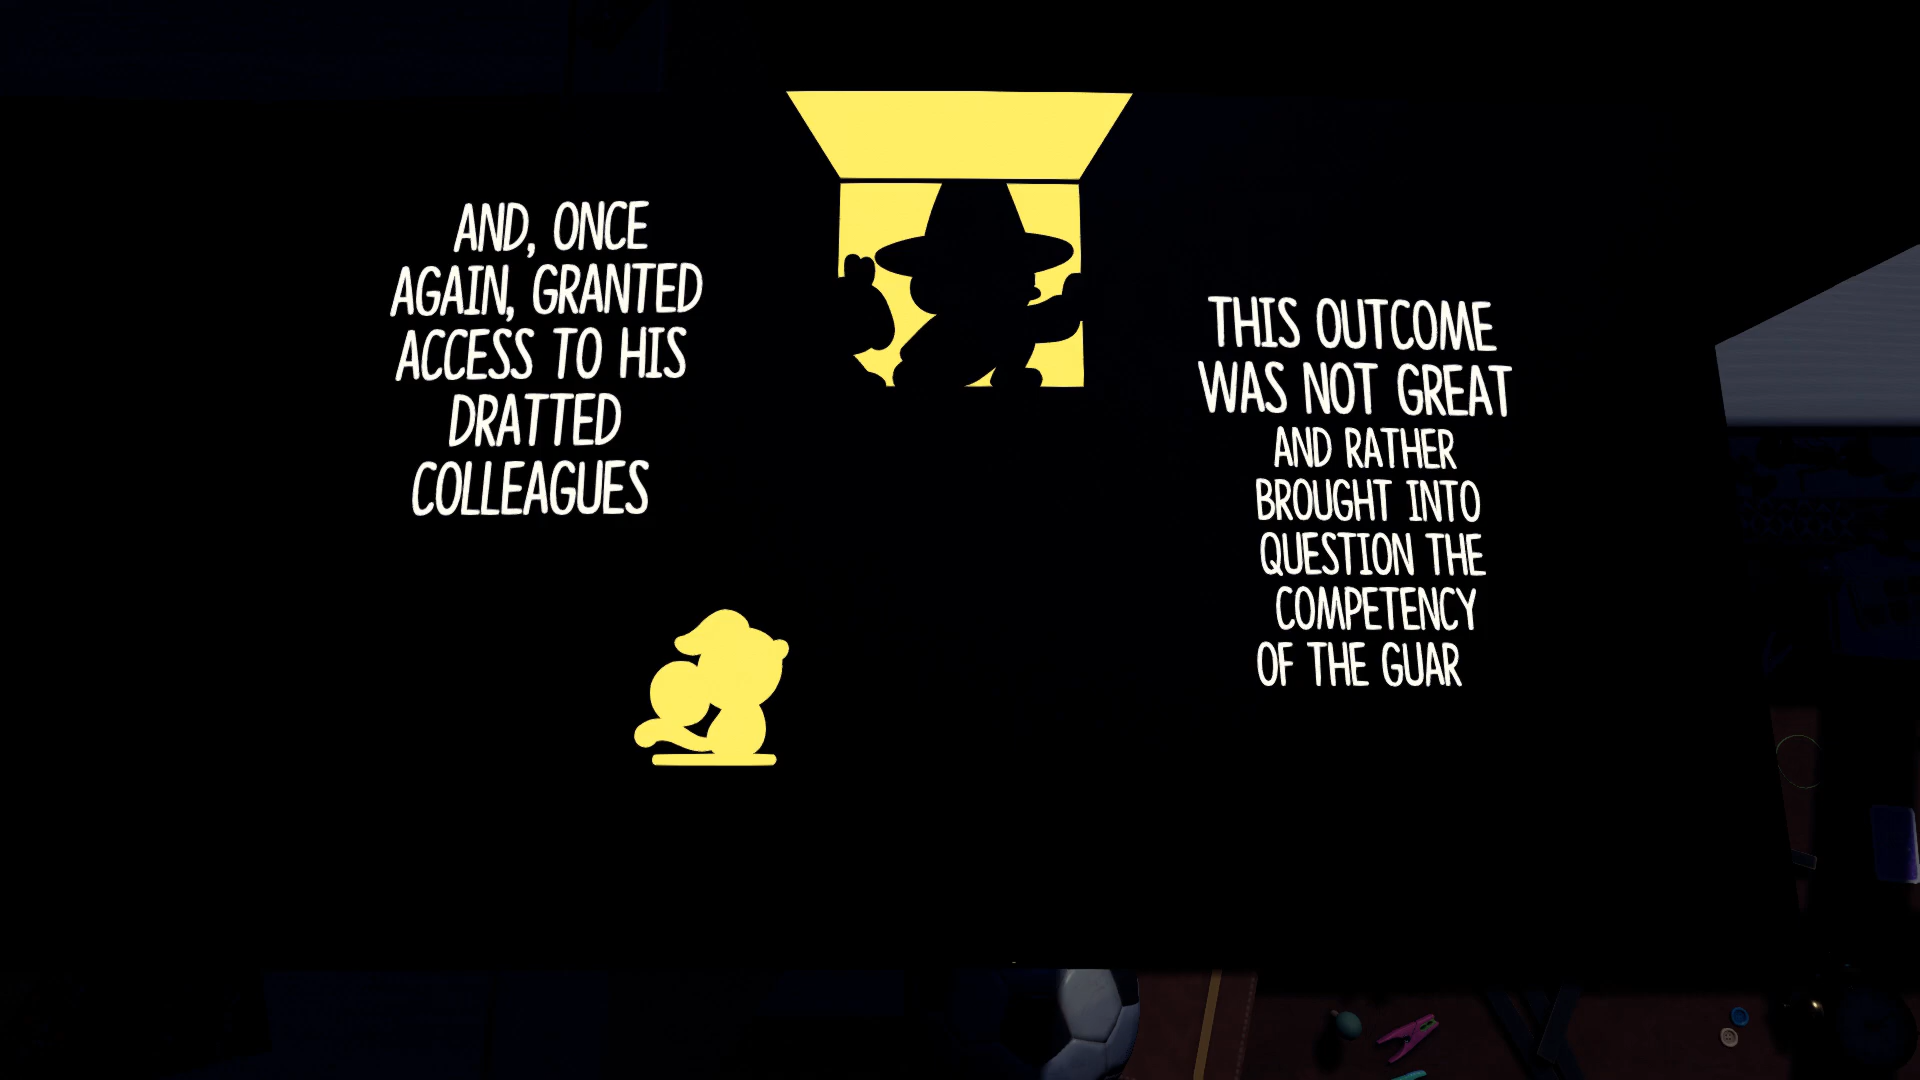 AND, ONCE
AGAIN, GRANTED
ACCESS TO HIS
DRATTED
COLLEAGUES
THIS OUTCOME
WAS NOT GREAT
AND RATHER
BROUGHT INTO
QUESTION THE
COMPETENCY
OF THE GUAR